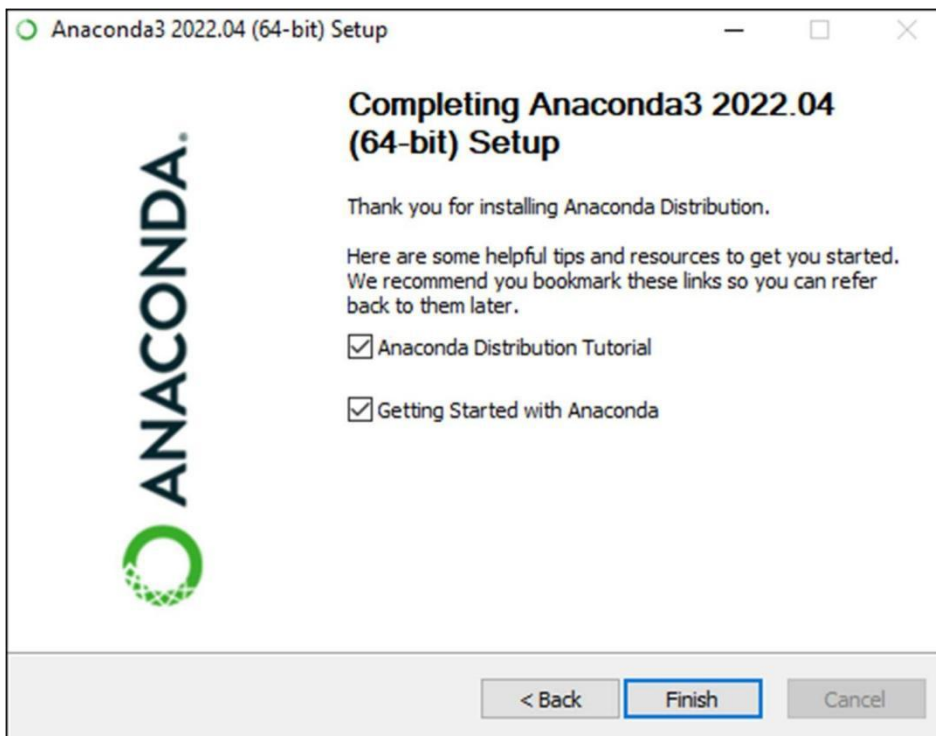 Anaconda3 2022.04 (64-bit) Setup
Completing Anaconda3 2022.04
(64-bit) Setup
Thank you for installing Anaconda Distribution.
Here are some helpful tips and resources to get you started.
We recommend you bookmark these links so you can refer
back to them later.
Anaconda Distribution Tutorial
Getting Started with Anaconda
ANACONDA.
< Back
Finish
Cancel